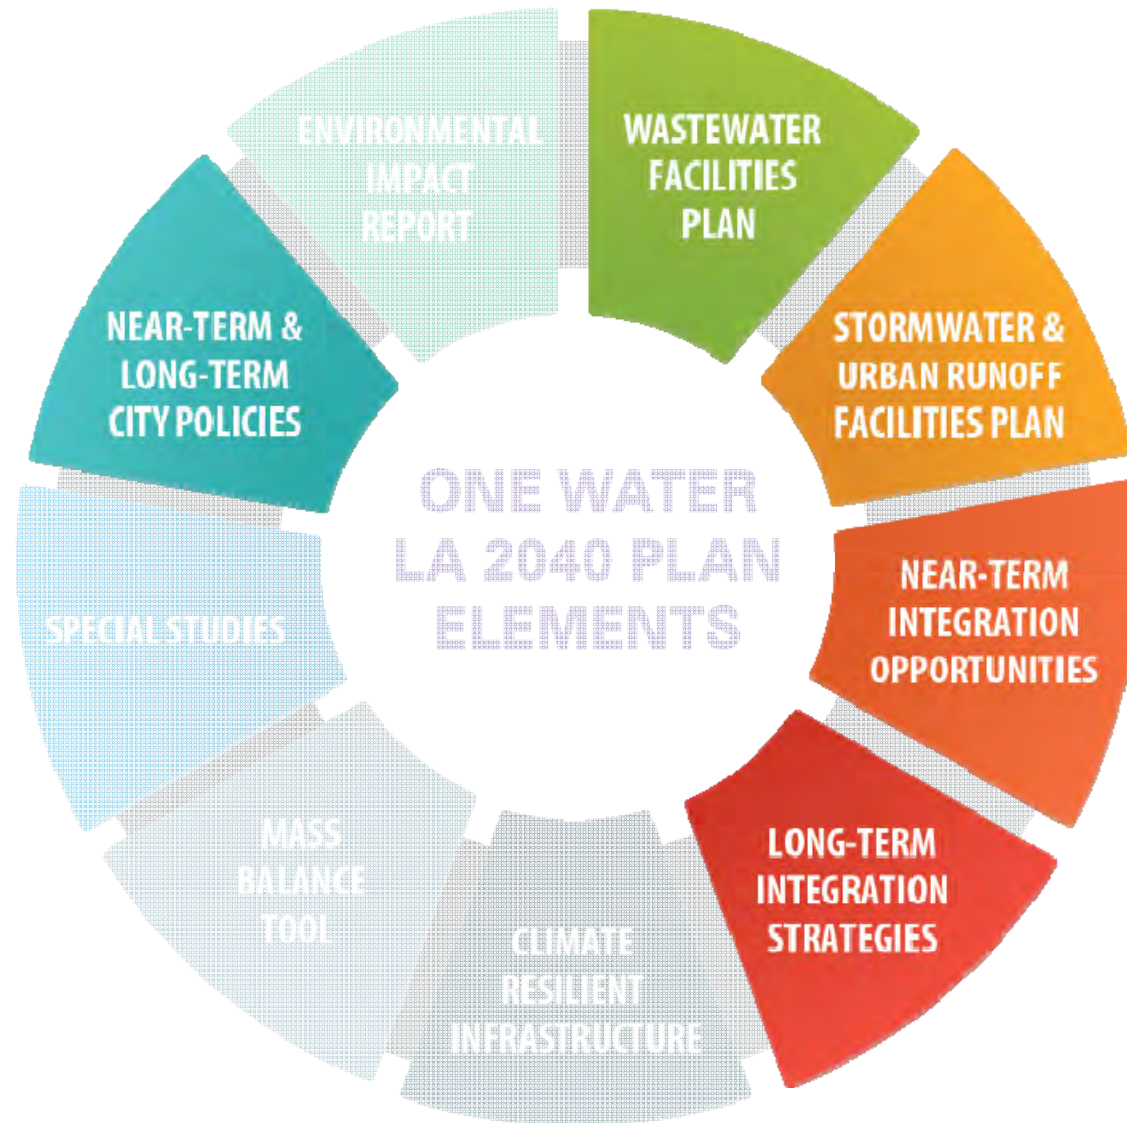 ENVIRONMENTAL
IMPACT
REPORT
WASTEWATER
FACILITIES
PLAN
STORMWATER &
URBAN RUNOFF
FACILITIES PLAN
NEAR-TERM
INTEGRATION
OPPORTUNITIES
LONG-TERM
INTEGRATION
STRATEGIES
CLIMATE
RESILIENT
INFRASTRUCTURE
MASS
BALANCE
TOOL
SPECIAL STUDIES
NEAR-TERM &
LONG-TERM
CITY POLICIES
ONE WATER
LA 2040 PLAN
ELEMENTS